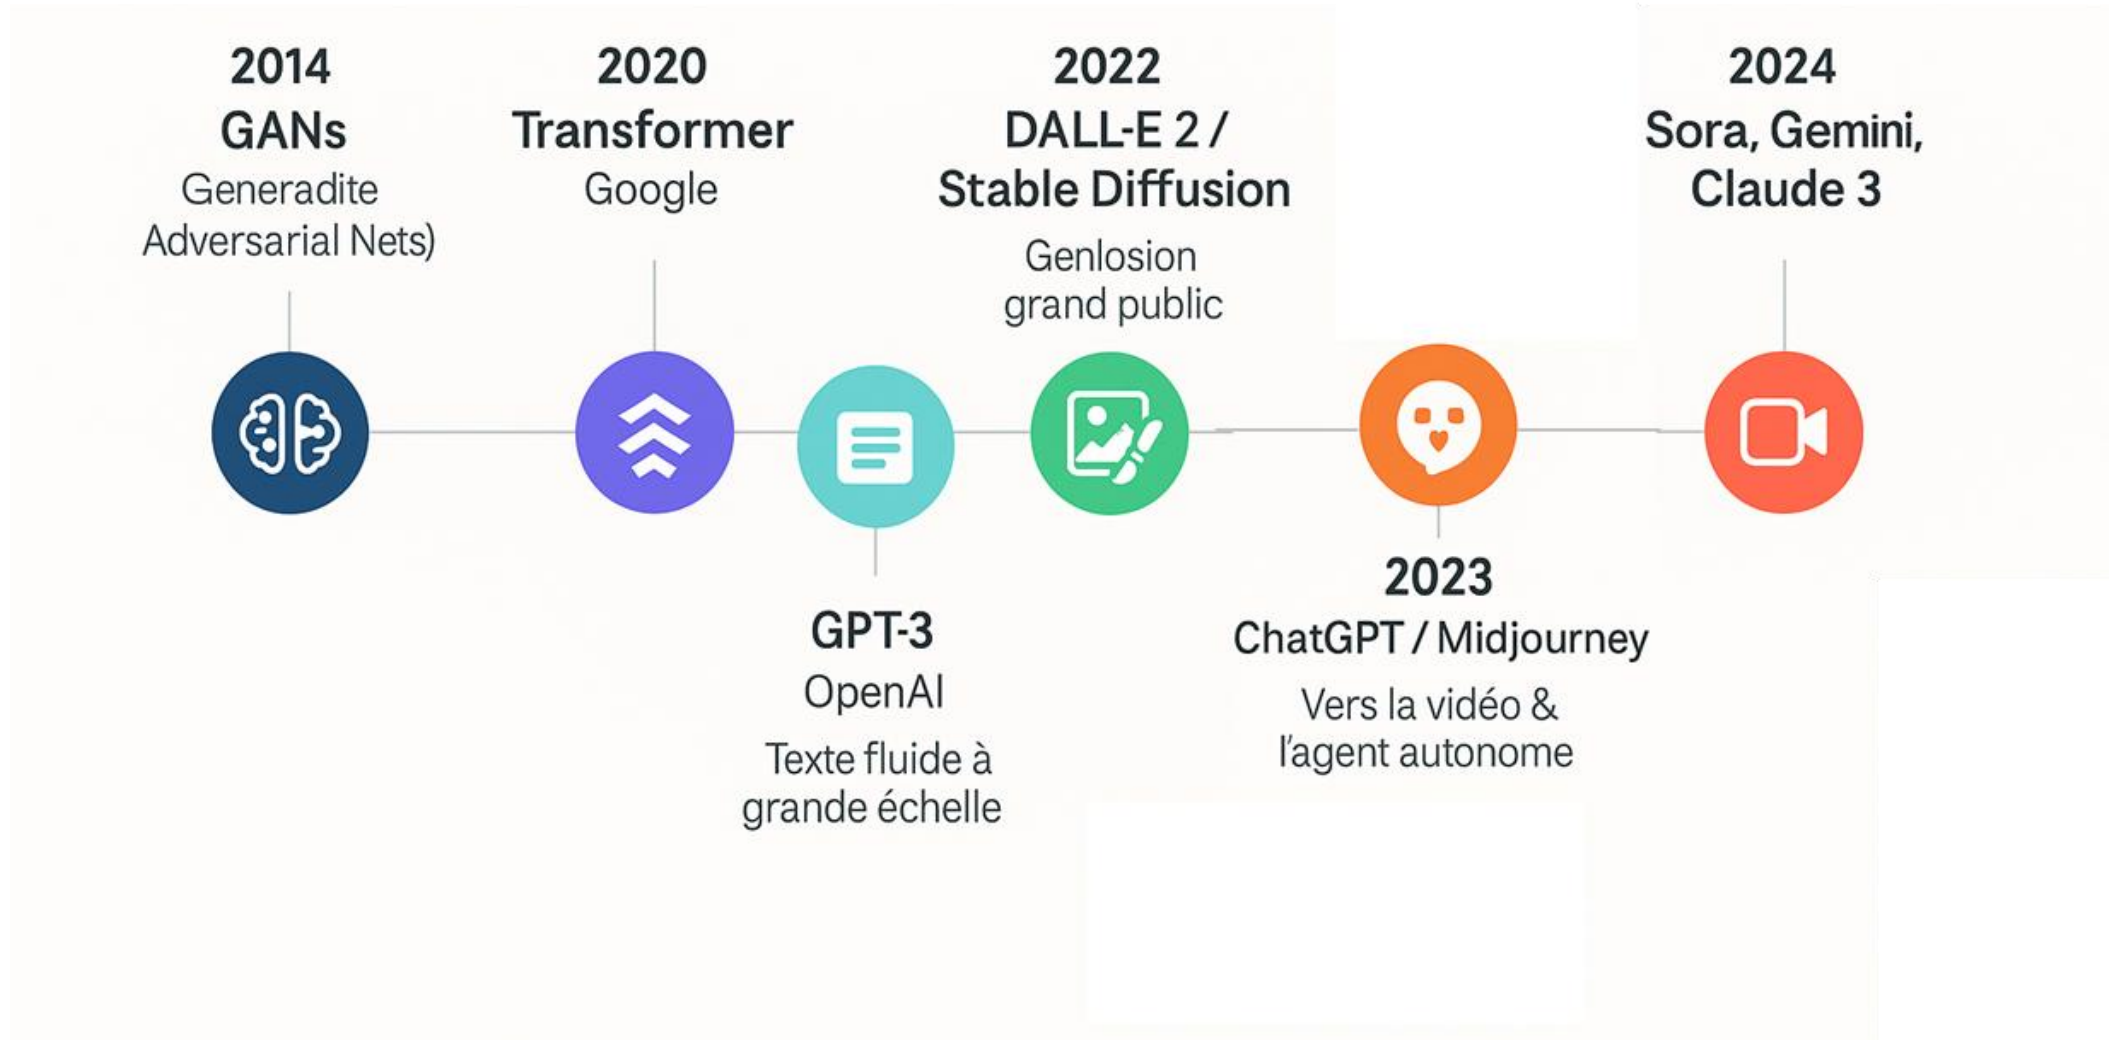 2014
GANs
Generadite
Adversarial Nets)
2020
Transformer
Google
GPT-3
OpenAI
Texte fluide à
grande échelle
2022
DALL-E 2 /
Stable Diffusion
Genlosion
grand public
2023
ChatGPT / Midjourney
Vers la vidéo &
l'agent autonome
2024
Sora, Gemini,
Claude 3